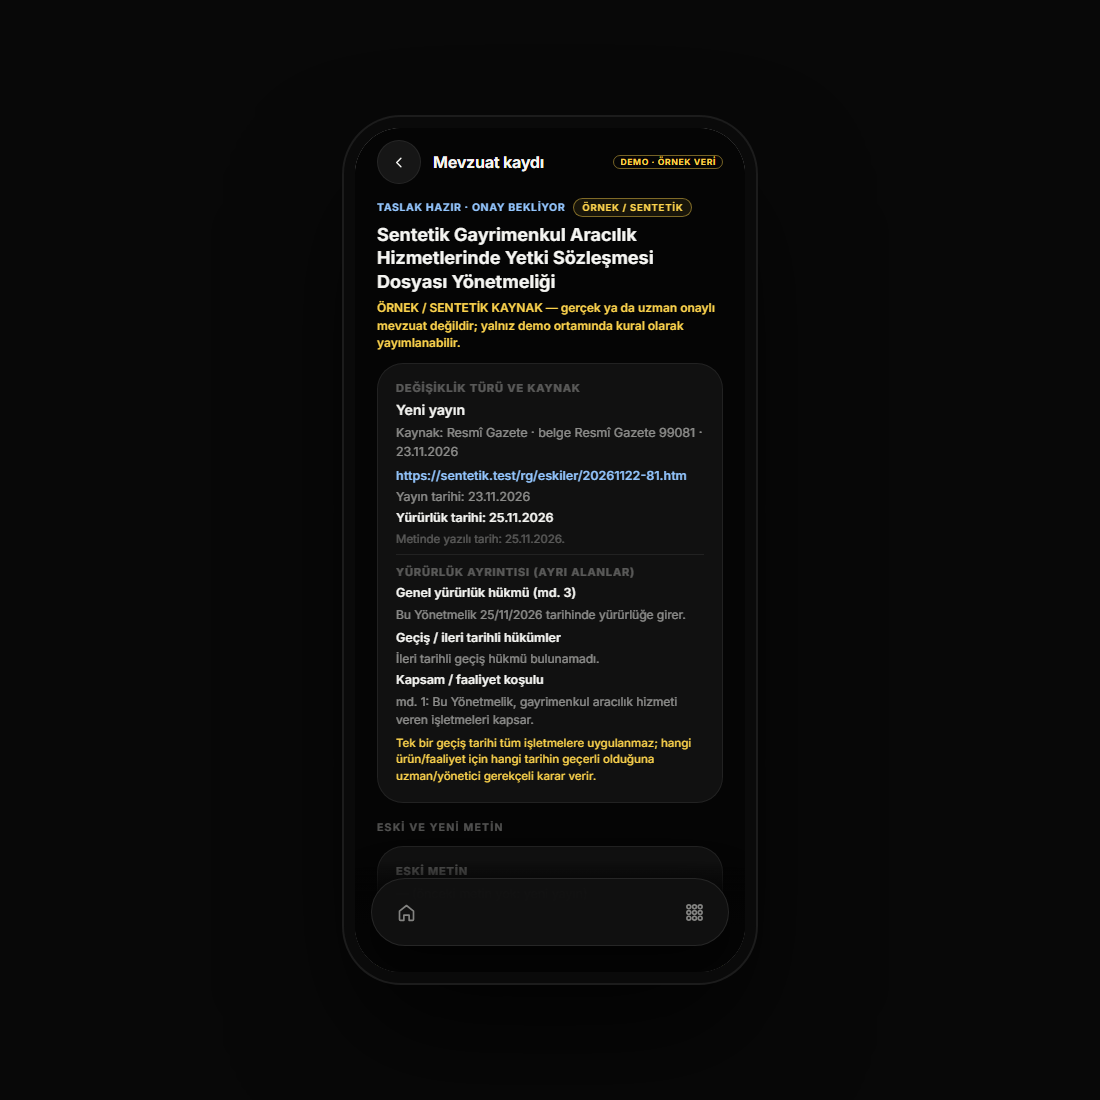 Mevzuat kaydı
DEMO · ÖRNEK VERİ
TASLAK HAZIR · ONAY BEKLİYOR
ÖRNEK / SENTETİK
Sentetik Gayrimenkul Aracılık
Hizmetlerinde Yetki Sözleşmesi
Dosyası Yönetmeliği
ÖRNEK / SENTETİK KAYNAK — gerçek ya da uzman onaylı
mevzuat değildir; yalnız demo ortamında kural olarak
yayımlanabilir.
DEĞİŞİKLİK TÜRÜ VE KAYNAK
Yeni yayın
Kaynak: Resmî Gazete · belge Resmî Gazete 99081 ·
23.11.2026
https://sentetik.test/rg/eskiler/20261122-81.htm
Yayın tarihi: 23.11.2026
Yürürlük tarihi: 25.11.2026
Metinde yazılı tarih: 25.11.2026.
YÜRÜRLÜK AYRINTISI (AYRI ALANLAR)
Genel yürürlük hükmü (md. 3)
Bu Yönetmelik 25/11/2026 tarihinde yürürlüğe girer.
Geçiş / ileri tarihli hükümler
İleri tarihli geçiş hükmü bulunamadı.
Kapsam / faaliyet koşulu
md. 1: Bu Yönetmelik, gayrimenkul aracılık hizmeti
veren işletmeleri kapsar.
Tek bir geçiş tarihi tüm işletmelere uygulanmaz; hangi
ürün/faaliyet için hangi tarihin geçerli olduğuna
uzman/yönetici gerekçeli karar verir.
ESKİ VE YENİ METİN
ESKİ METİN